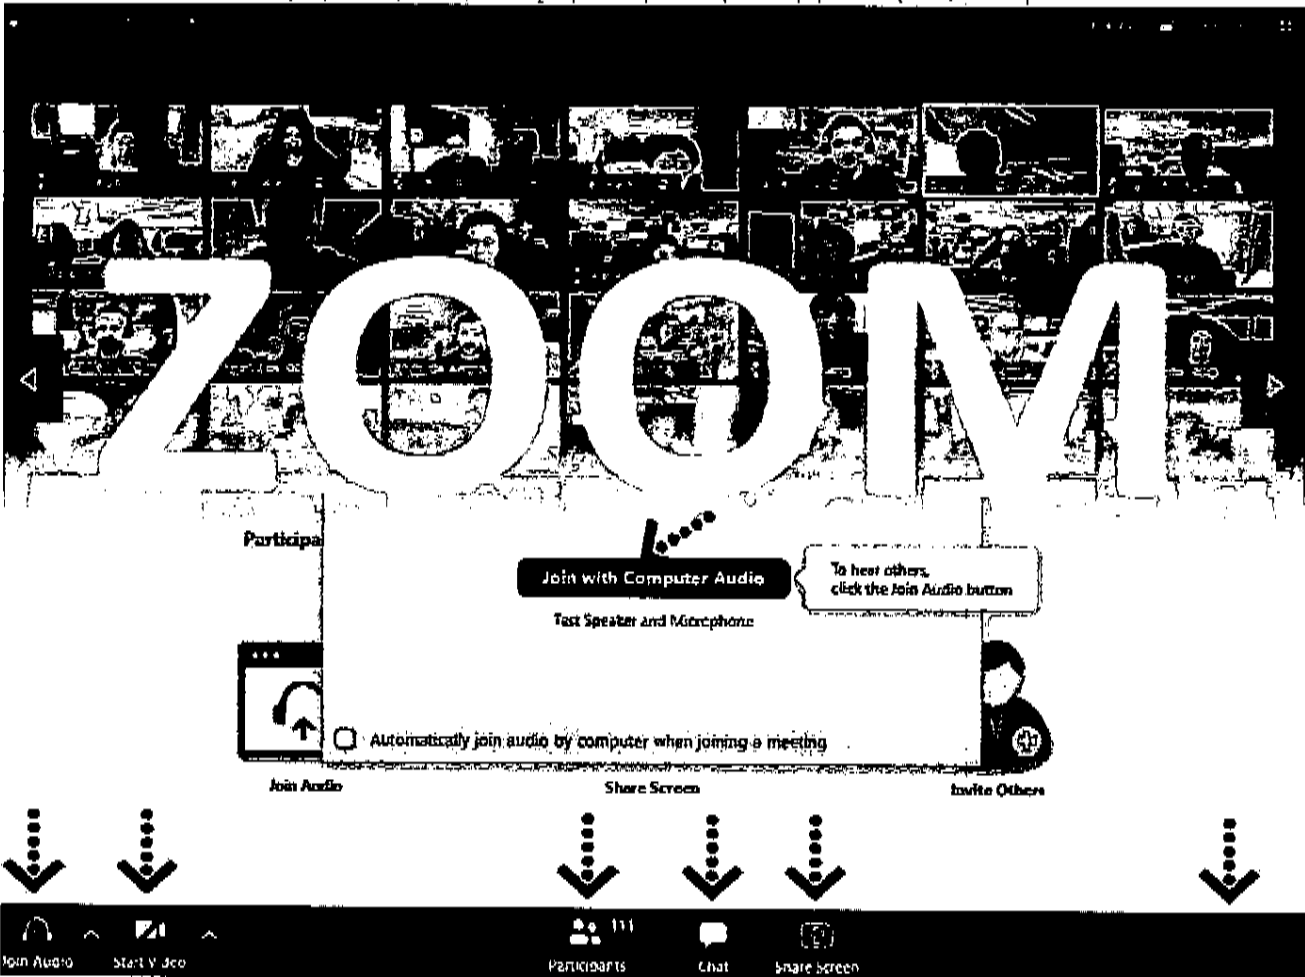 ZOOM
Participa
Join with Computer Audio
To hear others,
click the Join Audio button
Test Speaker and Microphone
Automatically join audio by computer when joining a meeting
Join Audio
Share Screen
Invite Others
Join Audio
Start Video
Participants
Chat
Share Screen